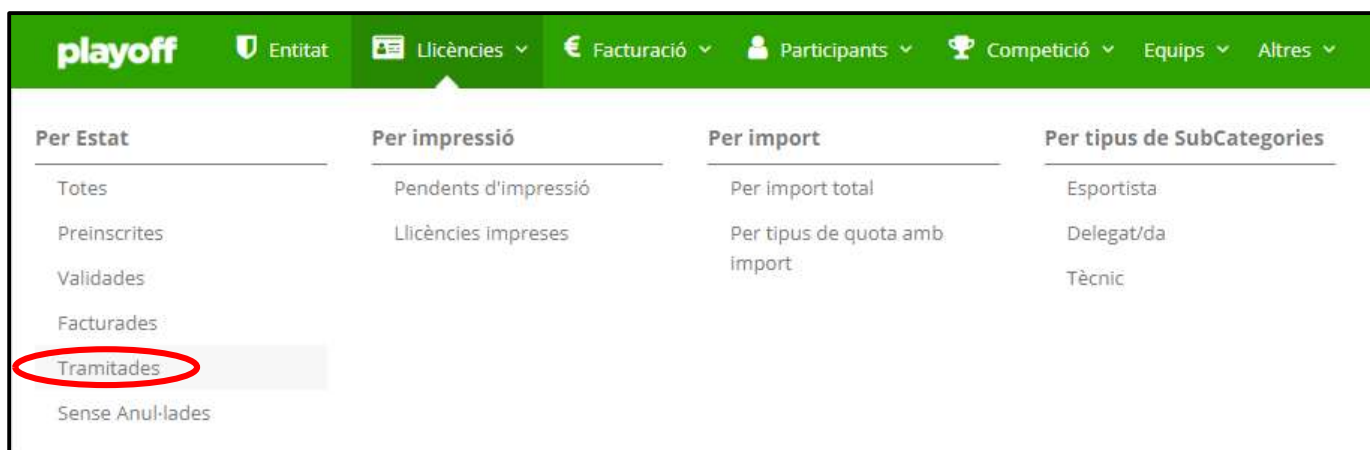 playoff Entitat Llicències € Facturació Participants Competició Equips Altres
Per Estat
Totes
Preinscrites
Validades
Facturades
Tramitades
Sense Anul·lades
Per impressió
Pendents d'impressió
Llicències impreses
Per import
Per import total
Per tipus de quota amb
import
Per tipus de SubCategories
Esportista
Delegat/da
Tècnic